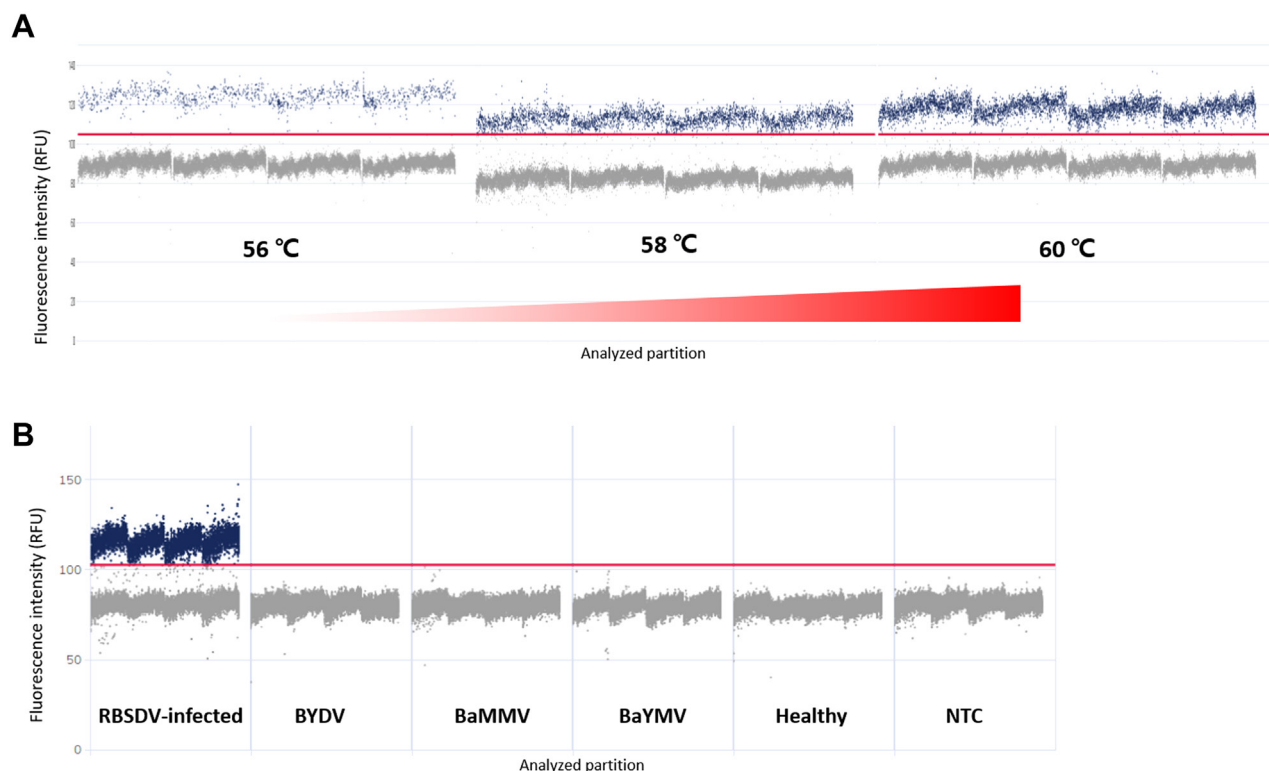 A
Fluorescence intensity (RFU)
56 ℃
58 ℃
60 ℃
Analyzed partition
B
Fluorescence intensity (RFU)
150
100
50
0
RBSDV-infected
BYDV
BaMMV
BaYMV
Healthy
NTC
Analyzed partition